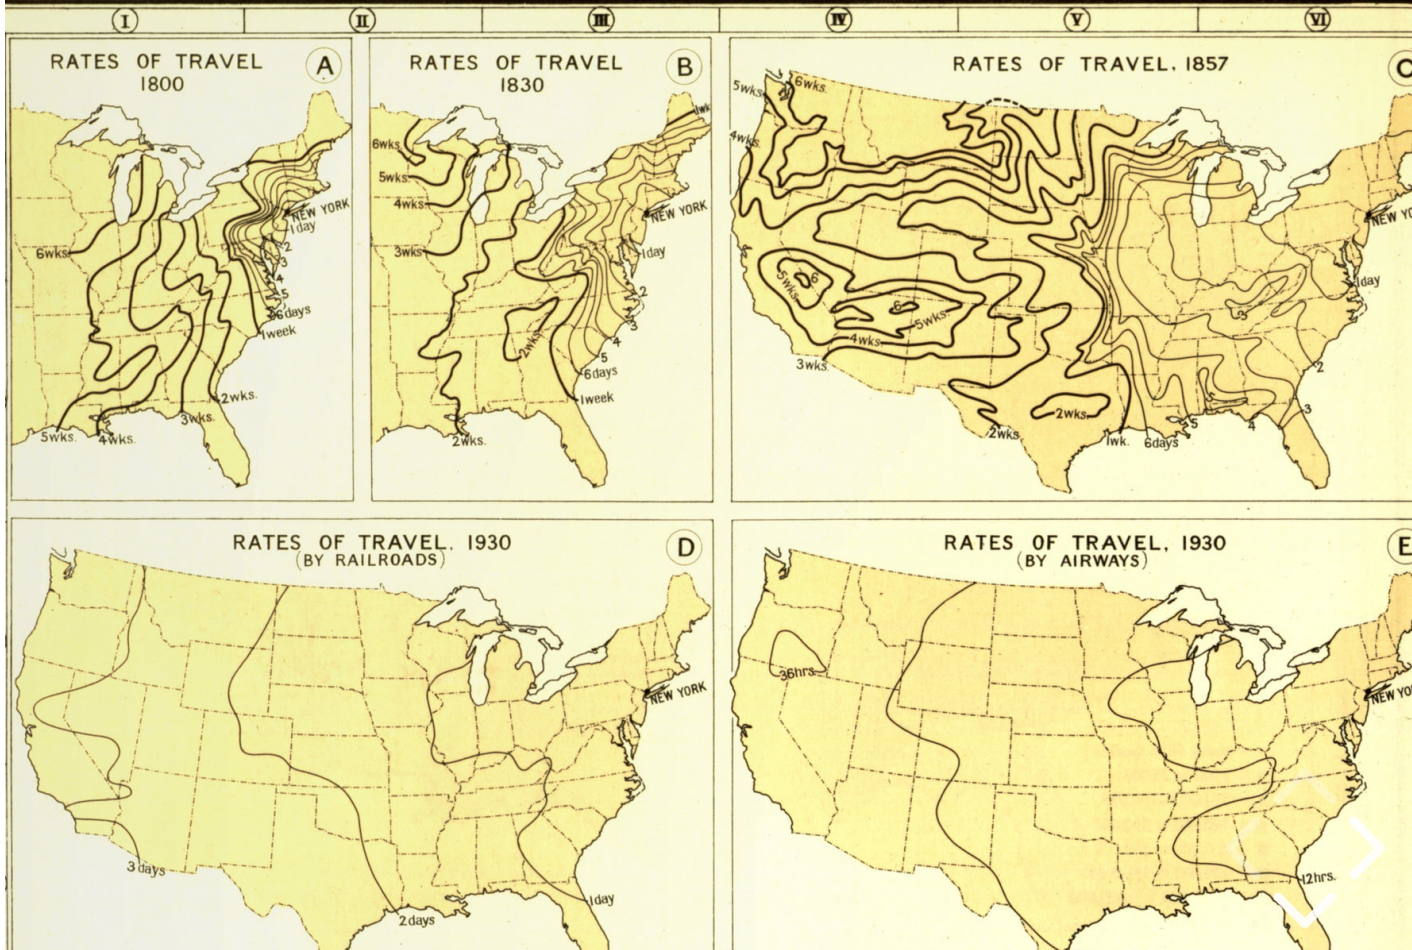 I II III IV V VI
RATES OF TRAVEL
1800
A
6wks.
NEW YORK
1day
2
3
4
5
6days
1week
2wks.
3wks.
4wks.
5wks.
RATES OF TRAVEL
1830
B
1wk
6wks.
5wks.
4wks.
3wks.
NEW YORK
1day
2
3
4
5
6days
1week
2wks.
2wks.
RATES OF TRAVEL, 1857
C
5wks.
6wks.
4wks.
NEW YO
5wks.
6
6
5wks.
4wks.
3wks.
3
1day
2
3
4
5
6days
1wk.
2wks.
2wks
RATES OF TRAVEL, 1930
(BY RAILROADS)
D
NEW YORK
3days
2days
1day
RATES OF TRAVEL, 1930
(BY AIRWAYS)
E
36hrs.
NEW YO
12hrs.